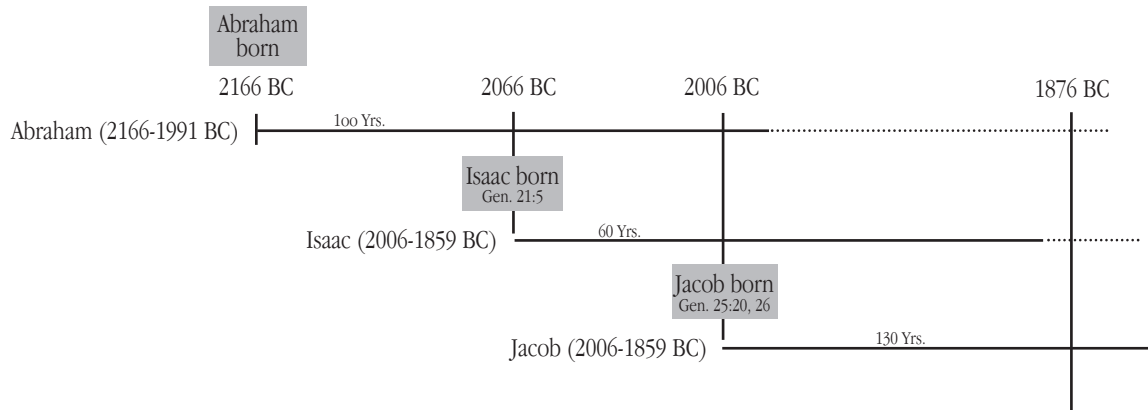 Abraham
born
2166 BC 2066 BC 2006 BC 1876 BC
Abraham (2166-1991 BC) 1oo Yrs.
Isaac born
Gen. 21:5
Isaac (2006-1859 BC) 60 Yrs.
Jacob born
Gen. 25:20, 26
Jacob (2006-1859 BC) 130 Yrs.